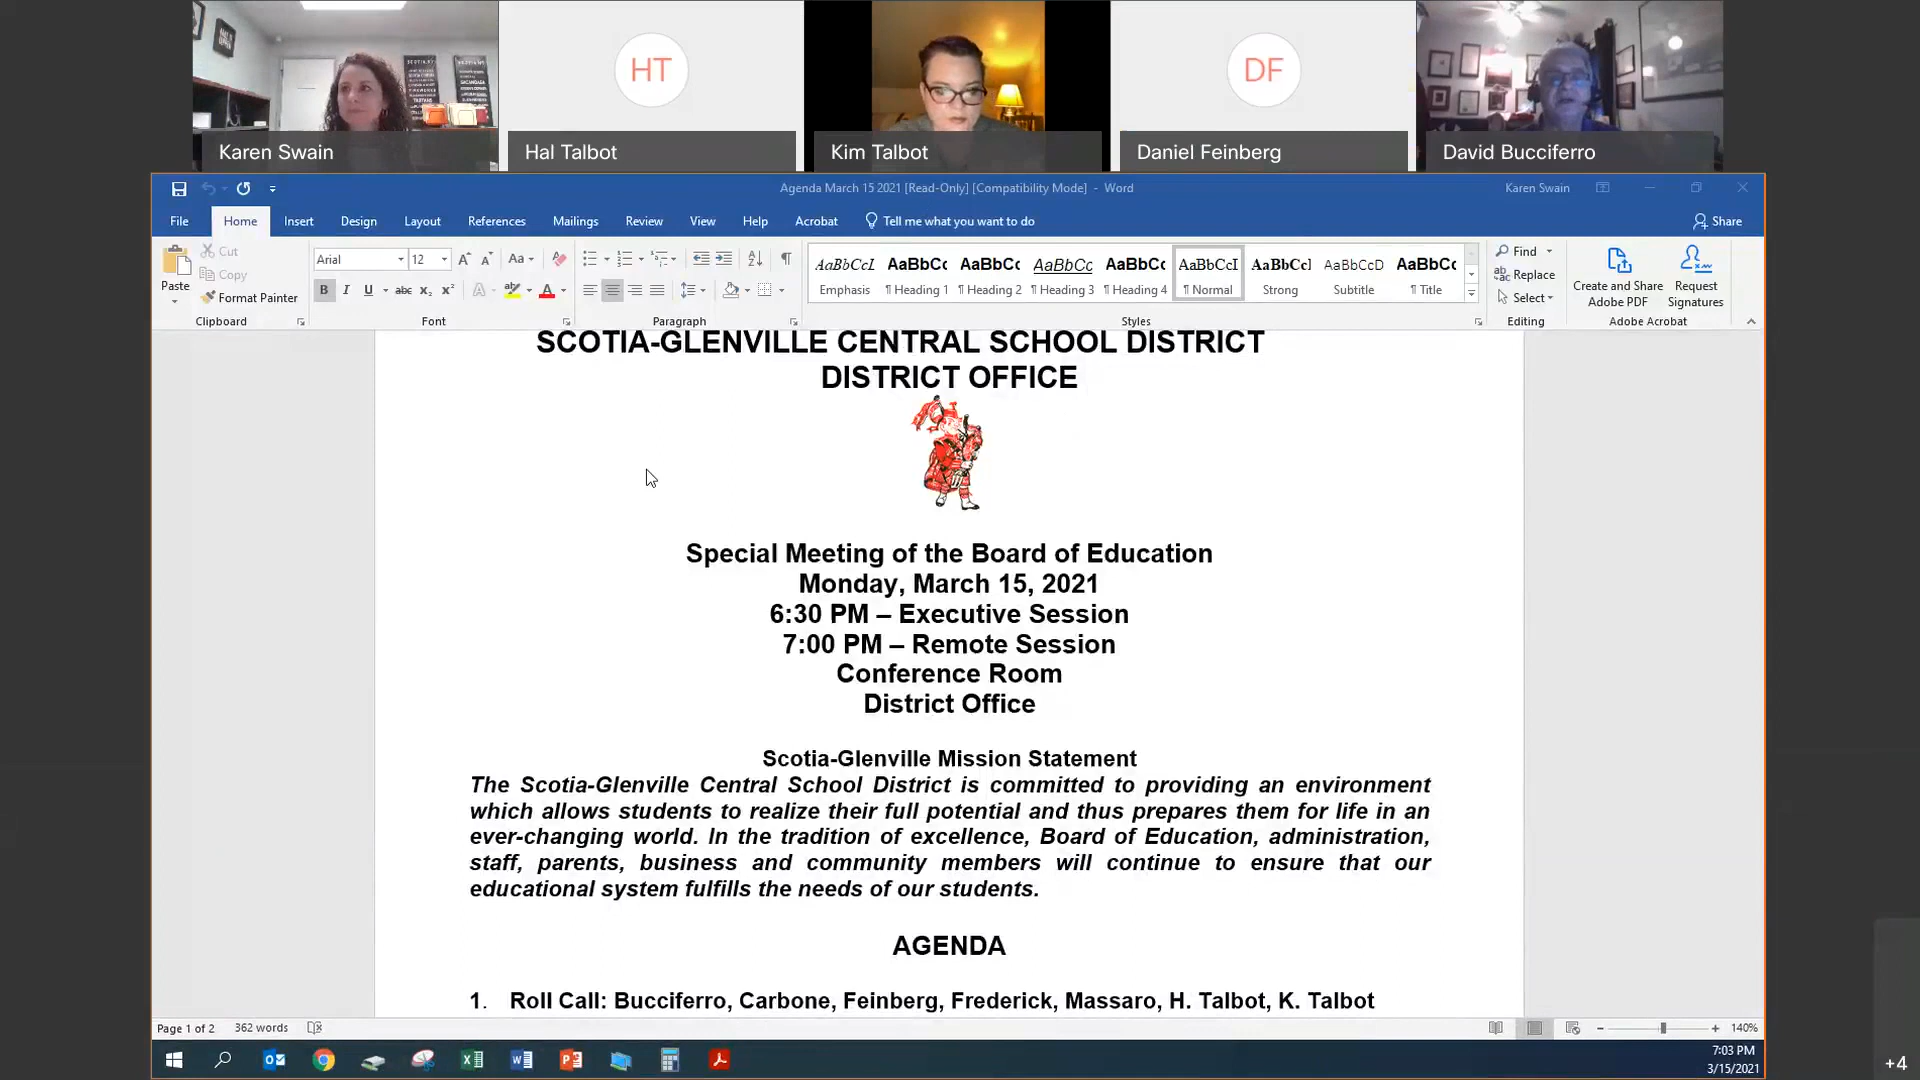 HT
DF
Karen Swain
Hal Talbot
Kim Talbot
Daniel Feinberg
David Bucciferro
Agenda March 15 2021 [Read-Only] [Compatibility Mode] - Word
Karen Swain
File Home Insert Design Layout References Mailings Review View Help Acrobat Tell me what you want to do
Share
Paste
Cut
Copy
Format Painter
Clipboard
Arial 12
Font
Paragraph
AaBbCcI AaBbCc AaBbCc AaBbCc AaBbCc AaBbCcI AaBbCcI AaBbCcD AaBbCc
Emphasis ¶ Heading 1 ¶ Heading 2 ¶ Heading 3 ¶ Heading 4 ¶ Normal Strong Subtitle ¶ Title
Styles
Find
Replace
Select
Editing
Create and Share
Adobe PDF
Request
Signatures
Adobe Acrobat
SCOTIA-GLENVILLE CENTRAL SCHOOL DISTRICT
DISTRICT OFFICE
Special Meeting of the Board of Education
Monday, March 15, 2021
6:30 PM – Executive Session
7:00 PM – Remote Session
Conference Room
District Office
Scotia-Glenville Mission Statement
The Scotia-Glenville Central School District is committed to providing an environment
which allows students to realize their full potential and thus prepares them for life in an
ever-changing world. In the tradition of excellence, Board of Education, administration,
staff, parents, business and community members will continue to ensure that our
educational system fulfills the needs of our students.
AGENDA
1. Roll Call: Bucciferro, Carbone, Feinberg, Frederick, Massaro, H. Talbot, K. Talbot
Page 1 of 2 362 words
140%
7:03 PM
3/15/2021
+4